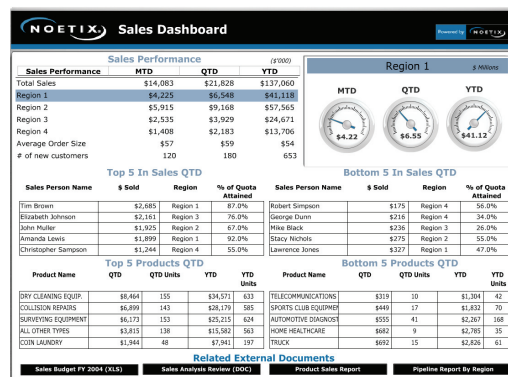 NOETIX Sales Dashboard Powered by NOETIX
Sales Performance ($'000)
Sales Performance MTD QTD YTD
Total Sales $14,083 $21,828 $137,060
Region 1 $4,225 $6,548 $41,118
Region 2 $5,915 $9,168 $57,565
Region 3 $2,535 $3,929 $24,671
Region 4 $1,408 $2,183 $13,706
Average Order Size $57 $59 $54
# of new customers 120 180 653
Region 1 $ Millions
MTD QTD YTD
$4.22 $6.55 $41.12
Top 5 In Sales QTD
Sales Person Name $ Sold Region % of Quota
Attained
Tim Brown $2,685 Region 1 87.0%
Elizabeth Johnson $2,161 Region 3 76.0%
John Muller $1,925 Region 2 67.0%
Amanda Lewis $1,899 Region 1 92.0%
Christopher Sampson $1,244 Region 4 55.0%
Bottom 5 In Sales QTD
Sales Person Name $ Sold Region % of Quota
Attained
Robert Simpson $175 Region 4 56.0%
George Dunn $216 Region 4 34.0%
Mike Black $236 Region 3 26.0%
Stacy Nichols $275 Region 2 55.0%
Lawrence Jones $327 Region 1 47.0%
Top 5 Products QTD
Product Name QTD QTD Units YTD YTD
Units
DRY CLEANING EQUIP. $8,464 155 $34,571 633
COLLISION REPAIRS $6,899 143 $28,179 585
SURVEYING EQUIPMENT $6,173 153 $25,215 624
ALL OTHER TYPES $3,815 138 $15,582 563
COIN LAUNDRY $1,944 48 $7,941 197
Bottom 5 Products QTD
Product Name QTD QTD Units YTD YTD
Units
TELECOMMUNICATIONS $319 10 $1,304 42
SPORTS CLUB EQUIPMEN $449 17 $1,832 70
AUTOMOTIVE DIAGNOST $555 41 $2,267 168
HOME HEALTHCARE $682 9 $2,785 35
TRUCK $692 15 $2,826 61
Related External Documents
Sales Budget FY 2004 (XLS) Sales Analysis Review (DOC) Product Sales Report Pipeline Report By Region